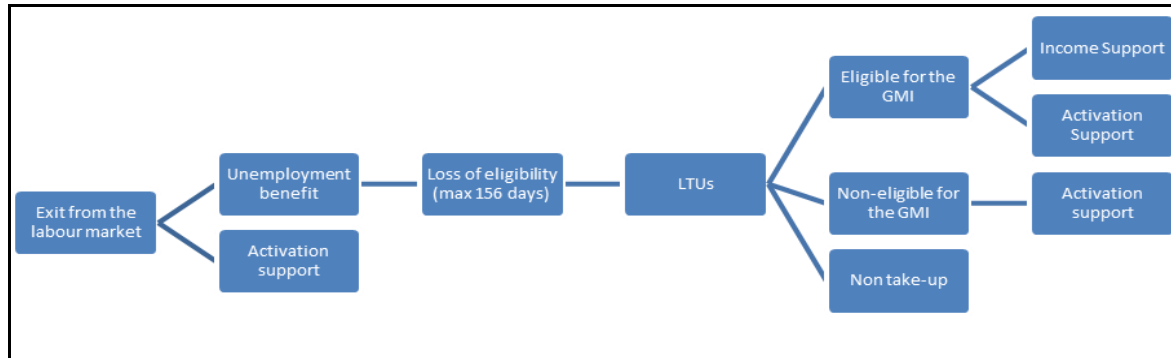 Exit from the
labour market
Unemployment
benefit
Activation
support
Loss of eligibility
(max 156 days)
LTUs
Eligible for the
GMI
Income Support
Activation
Support
Non-eligible for
the GMI
Activation
support
Non take-up